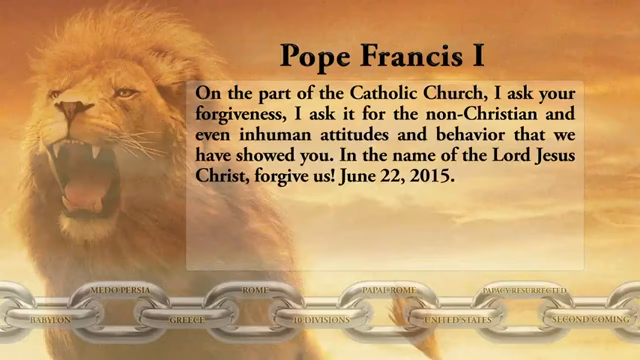 Pope Francis I
On the part of the Catholic Church, I ask your
forgiveness, I ask it for the non-Christian and
even inhuman attitudes and behavior that we
have showed you. In the name of the Lord Jesus
Christ, forgive us! June 22, 2015.
MEDO PERSIA ROME PAPAL ROME PAPACY RESURRECTED
BABYLON GREECE 10 DIVISIONS UNITED STATES SECOND COMING